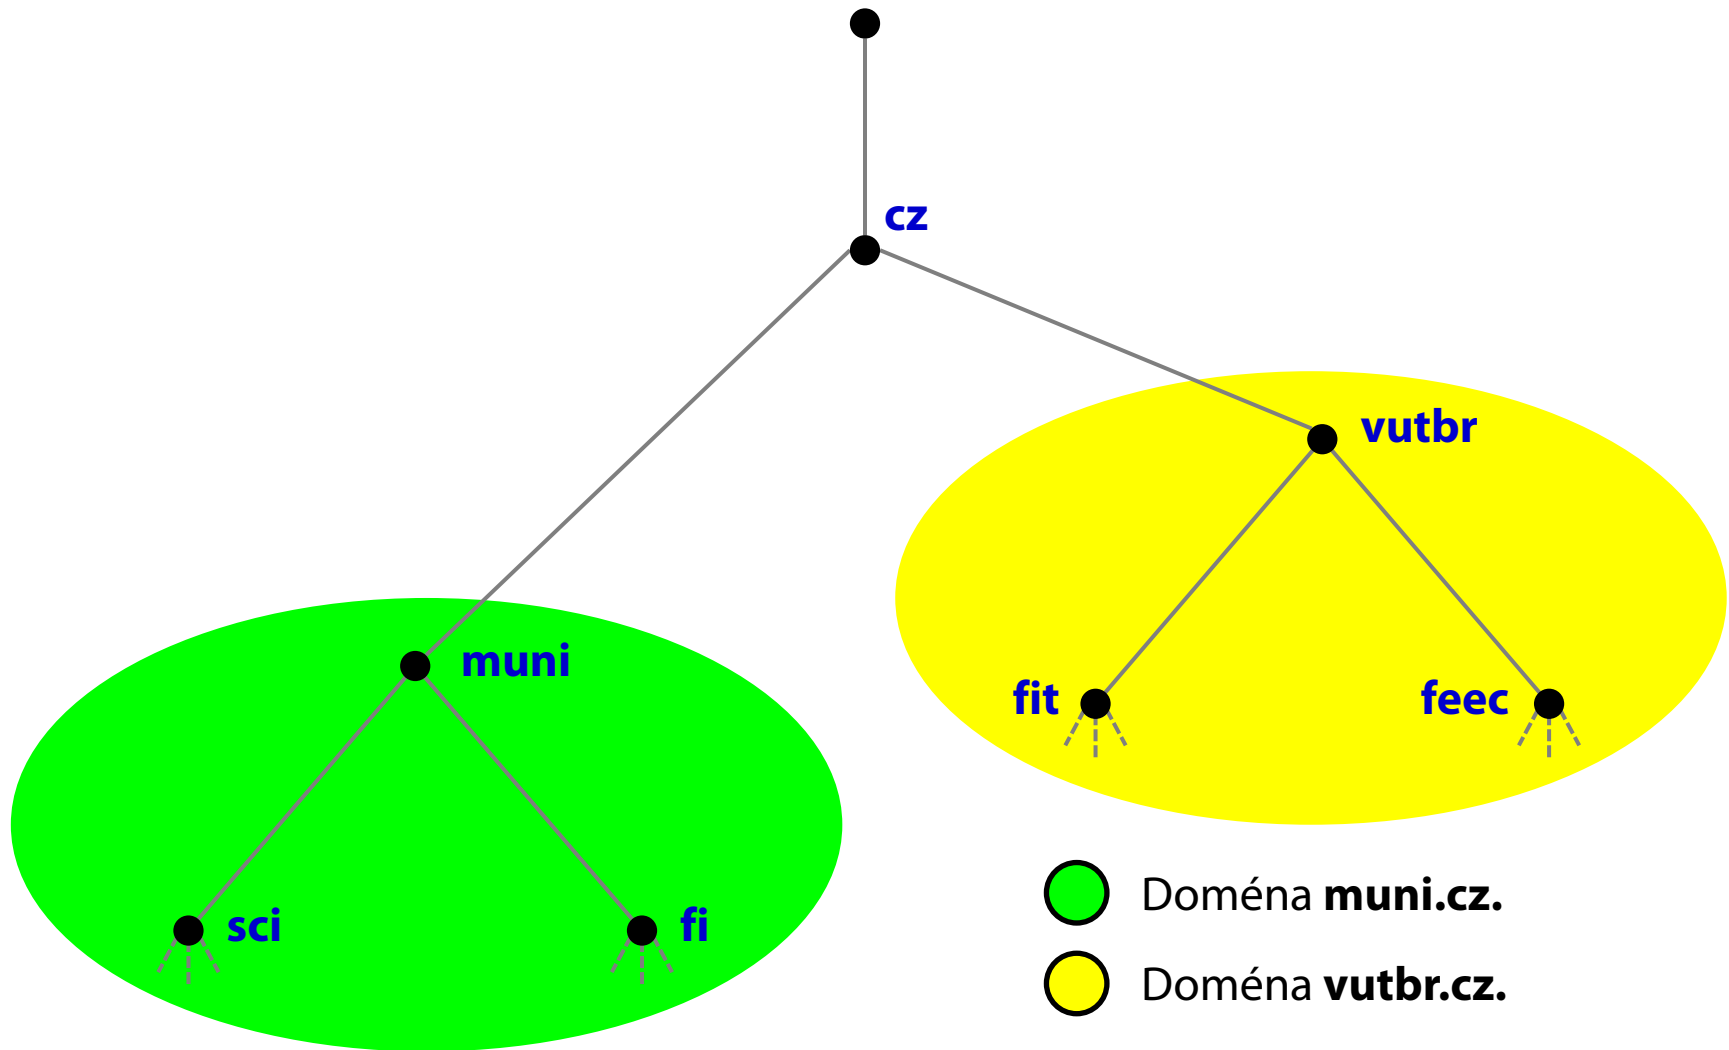 cz
vutbr
muni
fit
feec
sci
fi
Doména muni.cz.
Doména vutbr.cz.